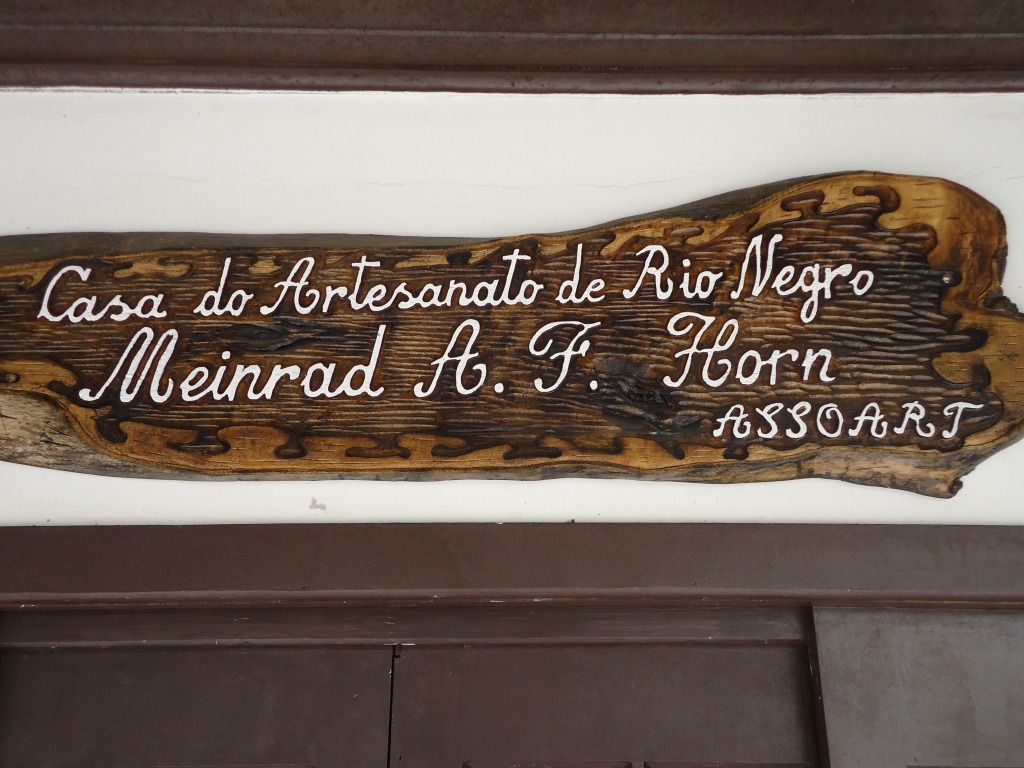 Casa do Artesanato de Rio Negro
Meinrad A. F. Horn
ASSOART